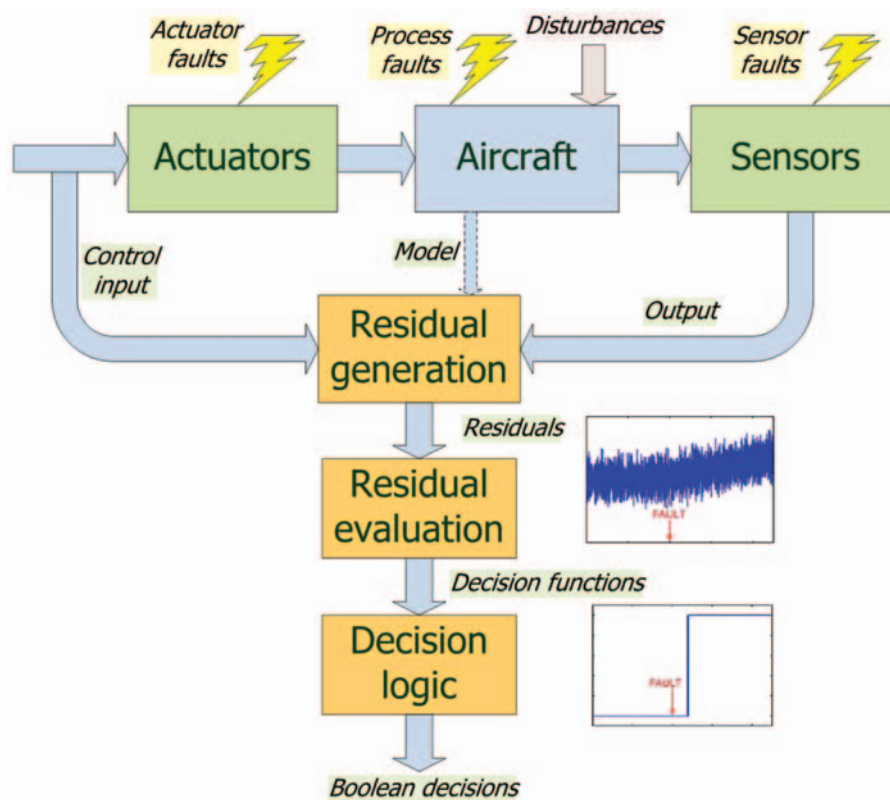 Actuator
faults
Process
faults
Disturbances
Sensor
faults
Actuators
Aircraft
Sensors
Control
input
Model
Output
Residual
generation
Residuals
FAULT
Residual
evaluation
Decision functions
Decision
logic
FAULT
Boolean decisions